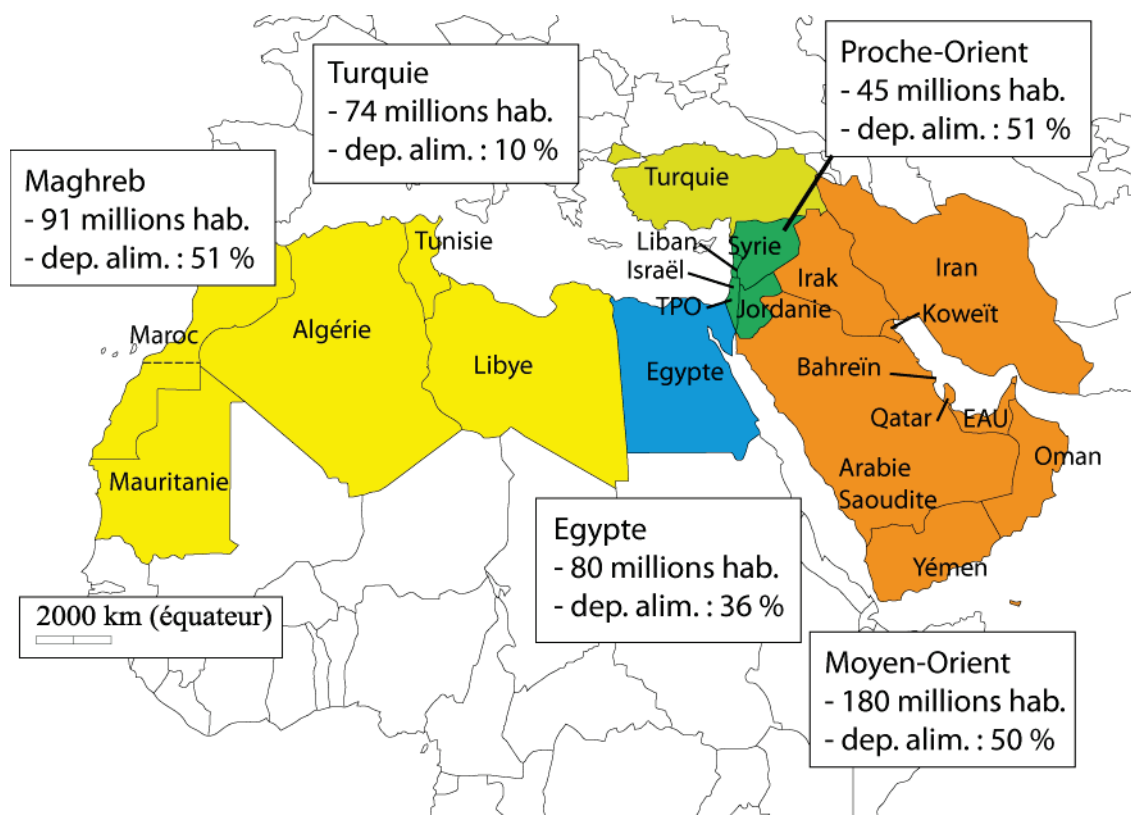 Turquie
- 74 millions hab.
- dep. alim. : 10 %
Proche-Orient
- 45 millions hab.
- dep. alim. : 51 %
Maghreb
- 91 millions hab.
- dep. alim. : 51 %
Turquie
Tunisie
Liban
Syrie
Israël
Irak
Iran
TPO
Jordanie
Koweït
Maroc
Algérie
Libye
Egypte
Bahreïn
Qatar
EAU
Oman
Mauritanie
Arabie
Saoudite
Yémen
Egypte
- 80 millions hab.
- dep. alim. : 36 %
2000 km (équateur)
Moyen-Orient
- 180 millions hab.
- dep. alim. : 50 %